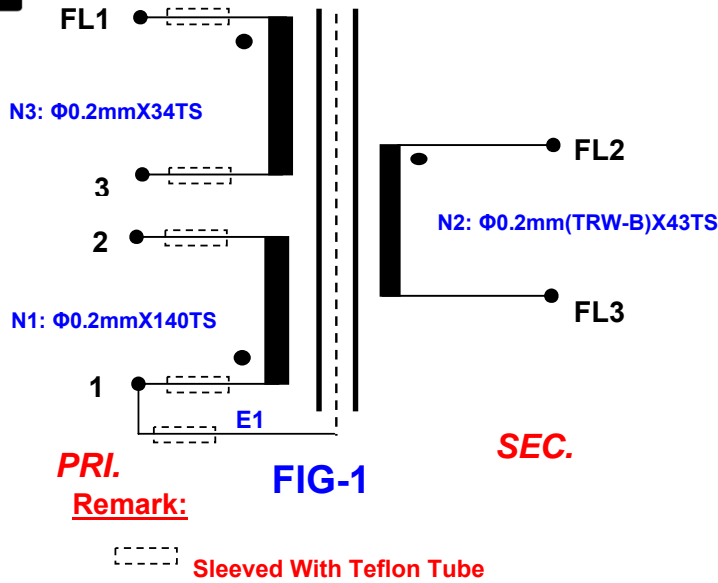 FL1
N3: Φ0.2mmX34TS
3
2
N1: Φ0.2mmX140TS
1
E1
FL2
N2: Φ0.2mm(TRW-B)X43TS
FL3
PRI.
SEC.
FIG-1
Remark:
Sleeved With Teflon Tube